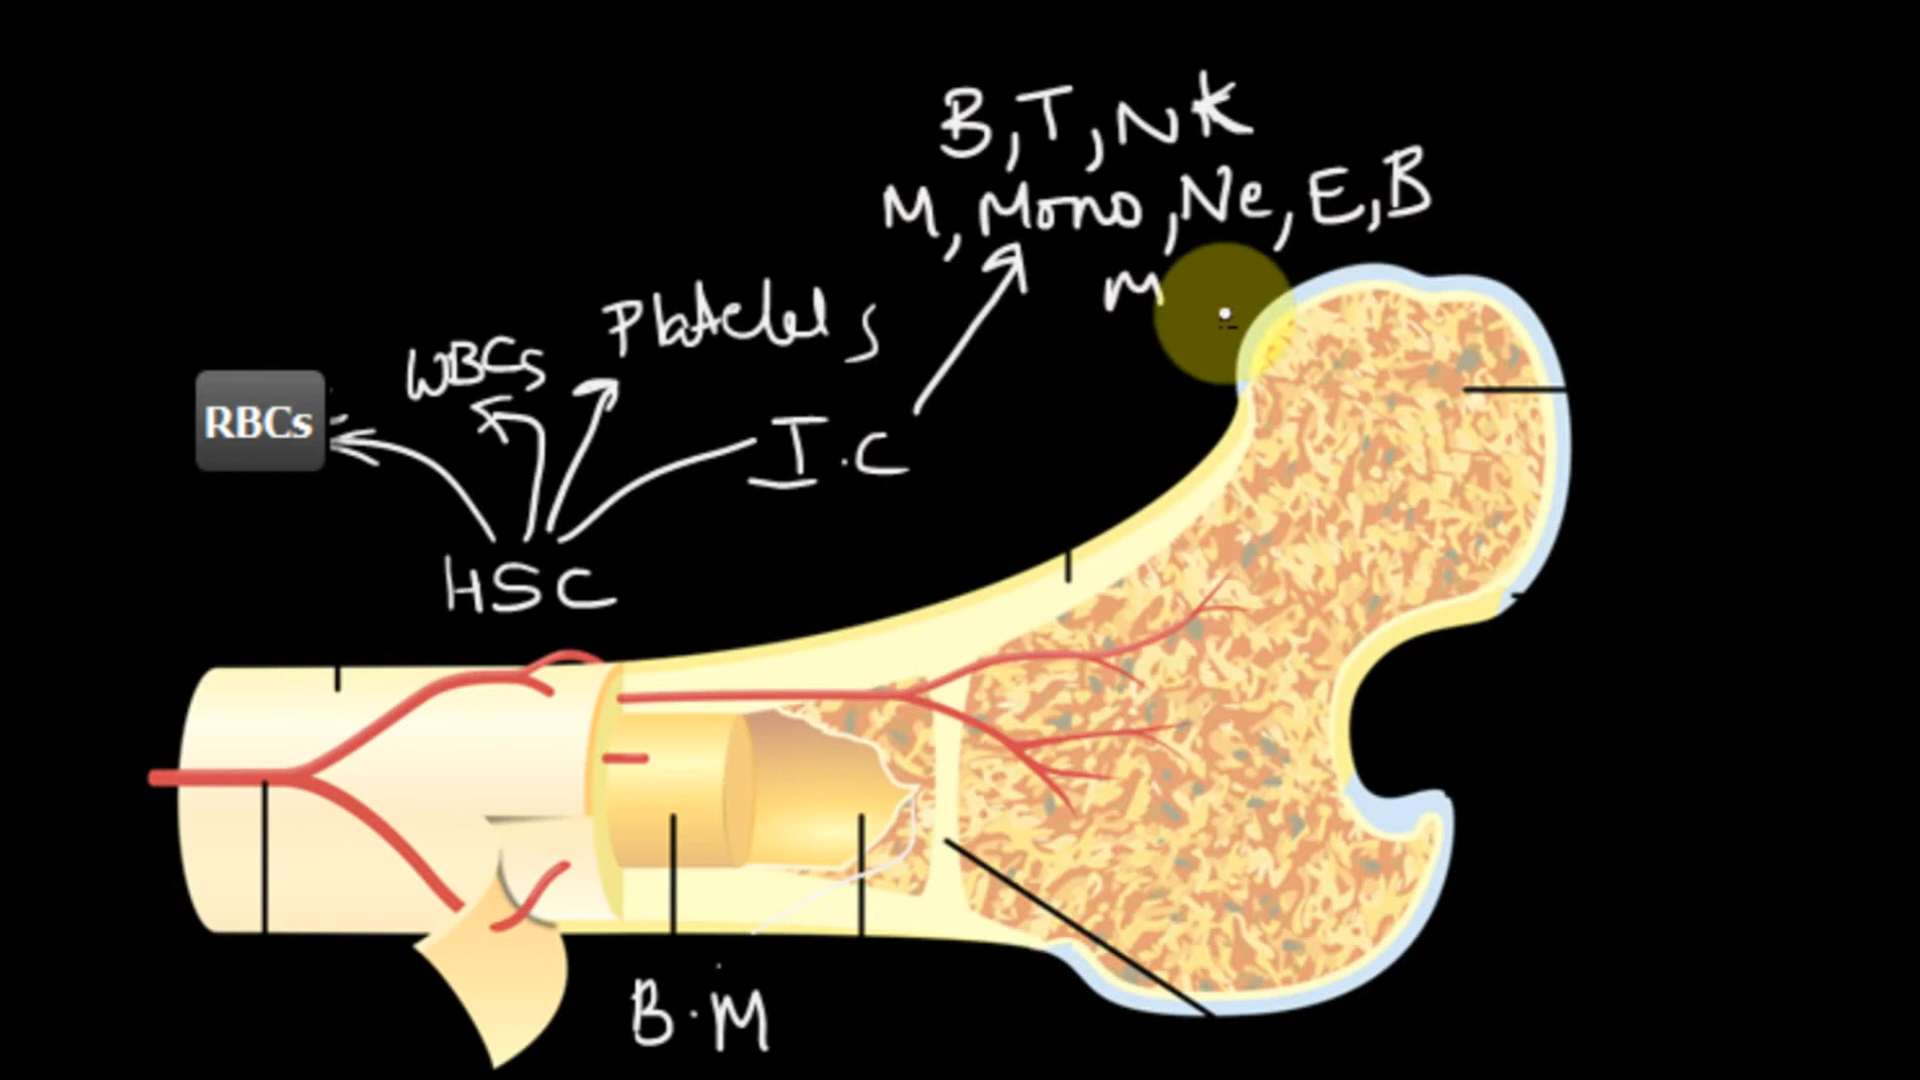 B, T, NK
M, Mono, Ne, E, B
m
Platelets
WBCs
RBCs
I.C
HSC
B.M